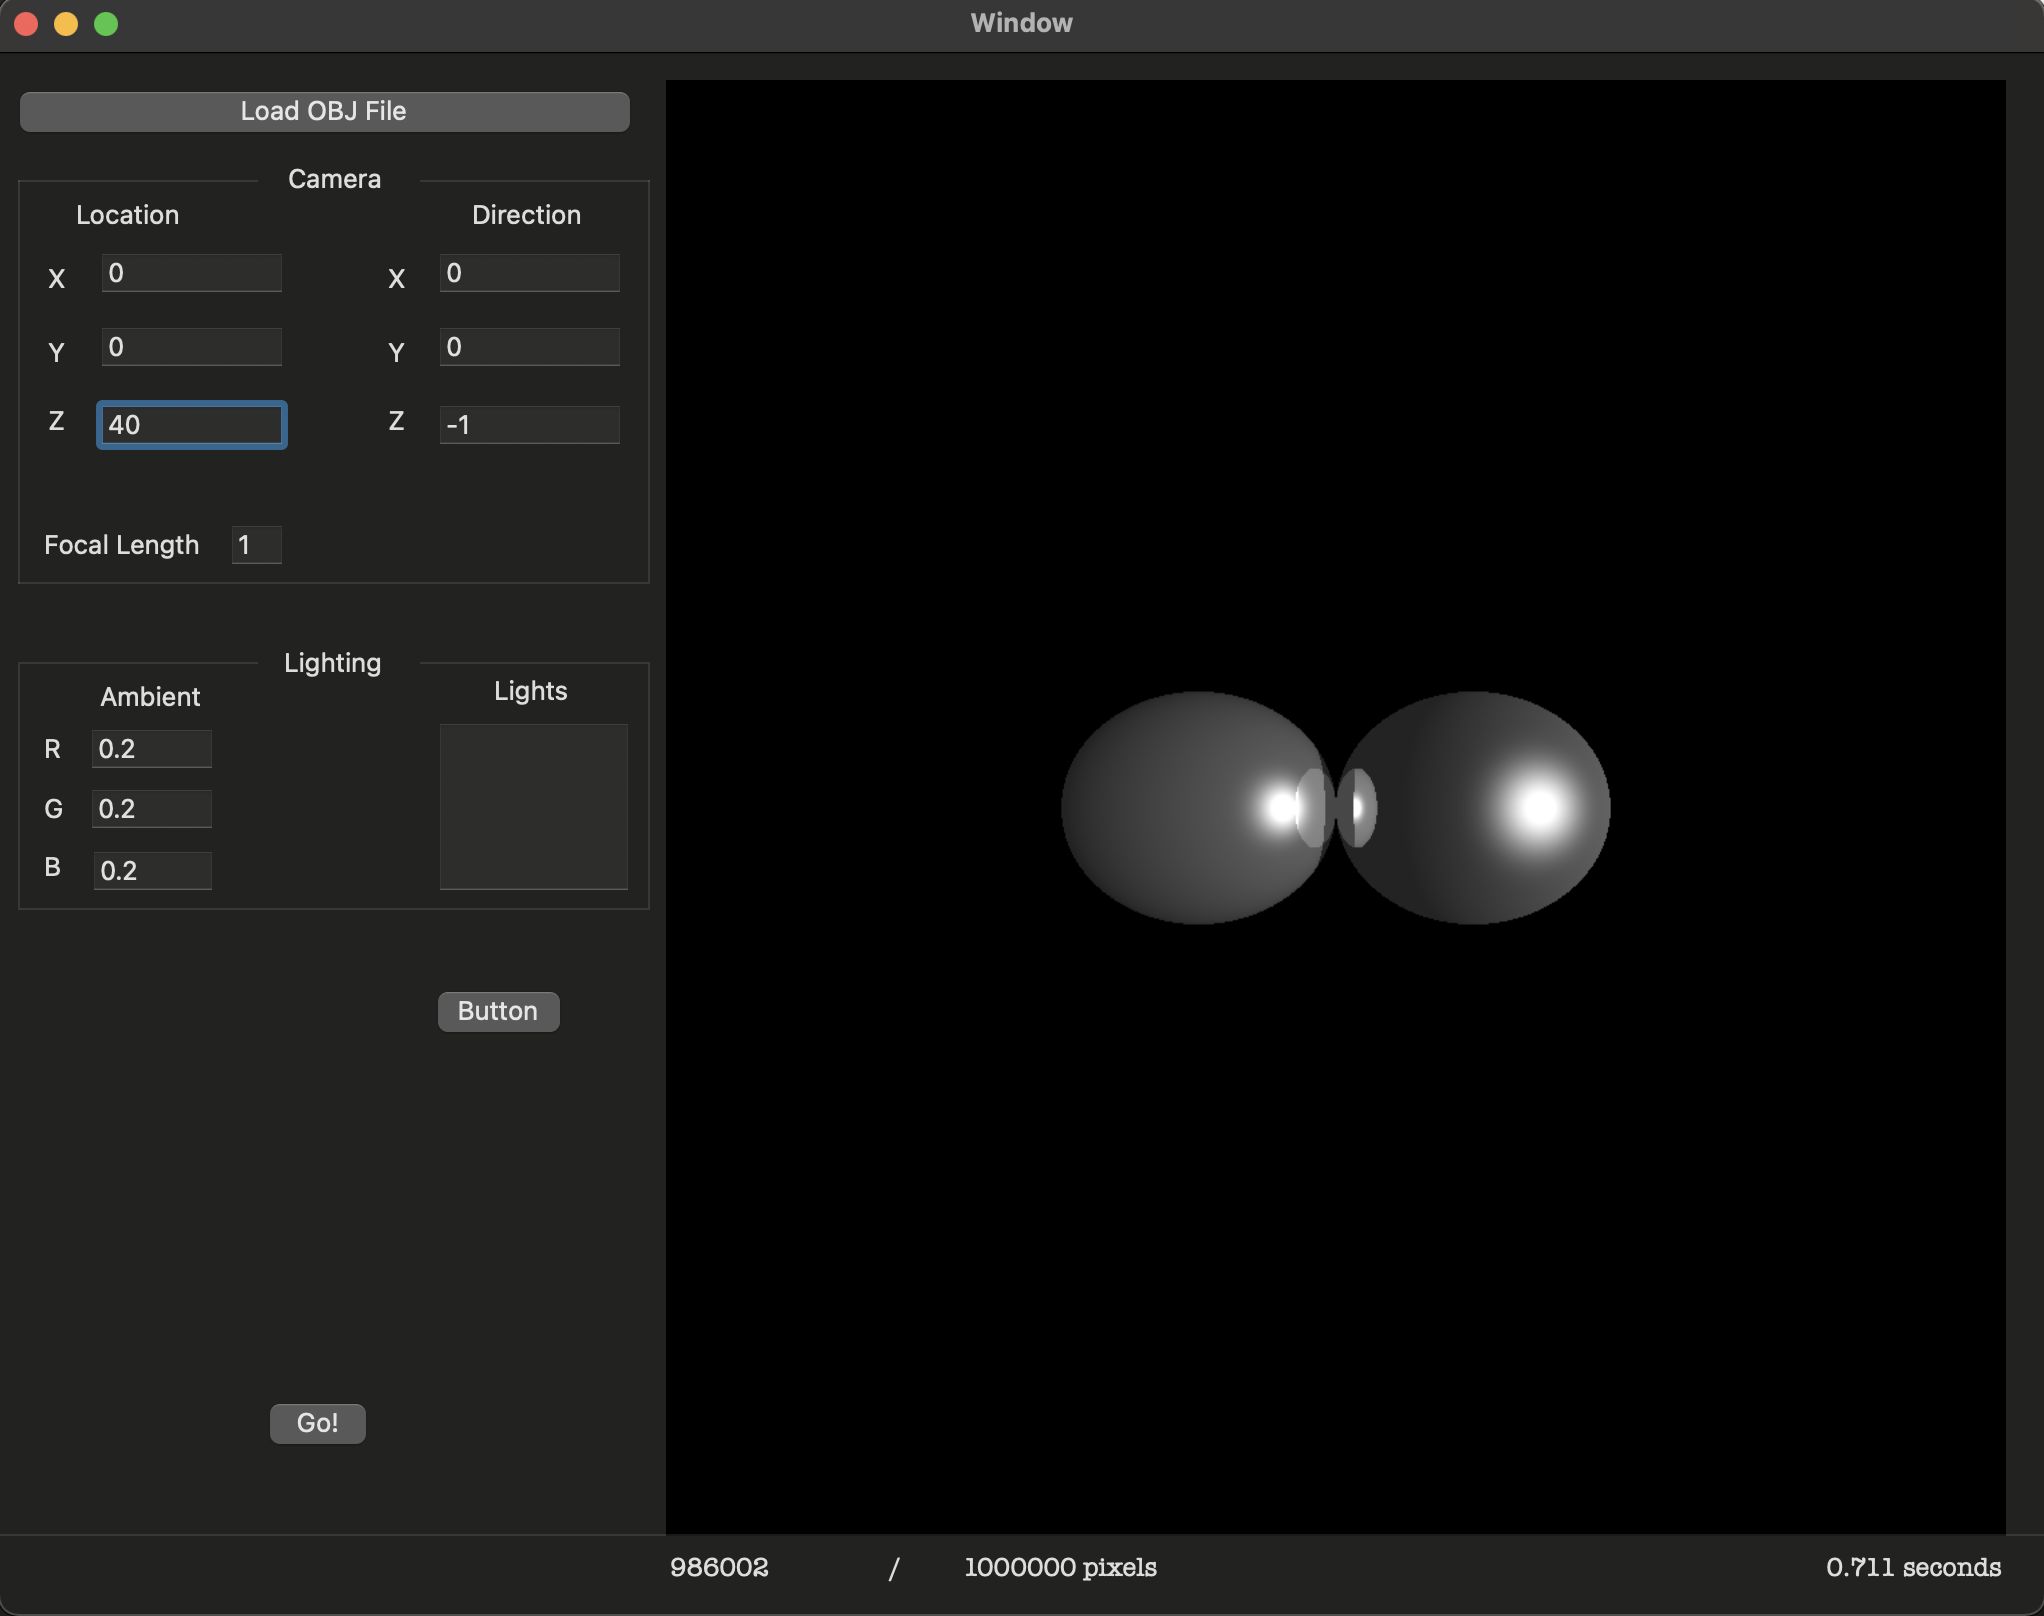 Window
Load OBJ File
Camera
Location Direction
X 0 X 0
Y 0 Y 0
Z 40 Z -1
Focal Length 1
Lighting
Ambient Lights
R 0.2
G 0.2
B 0.2
Button
Go!
986002 / 1000000 pixels 0.711 seconds